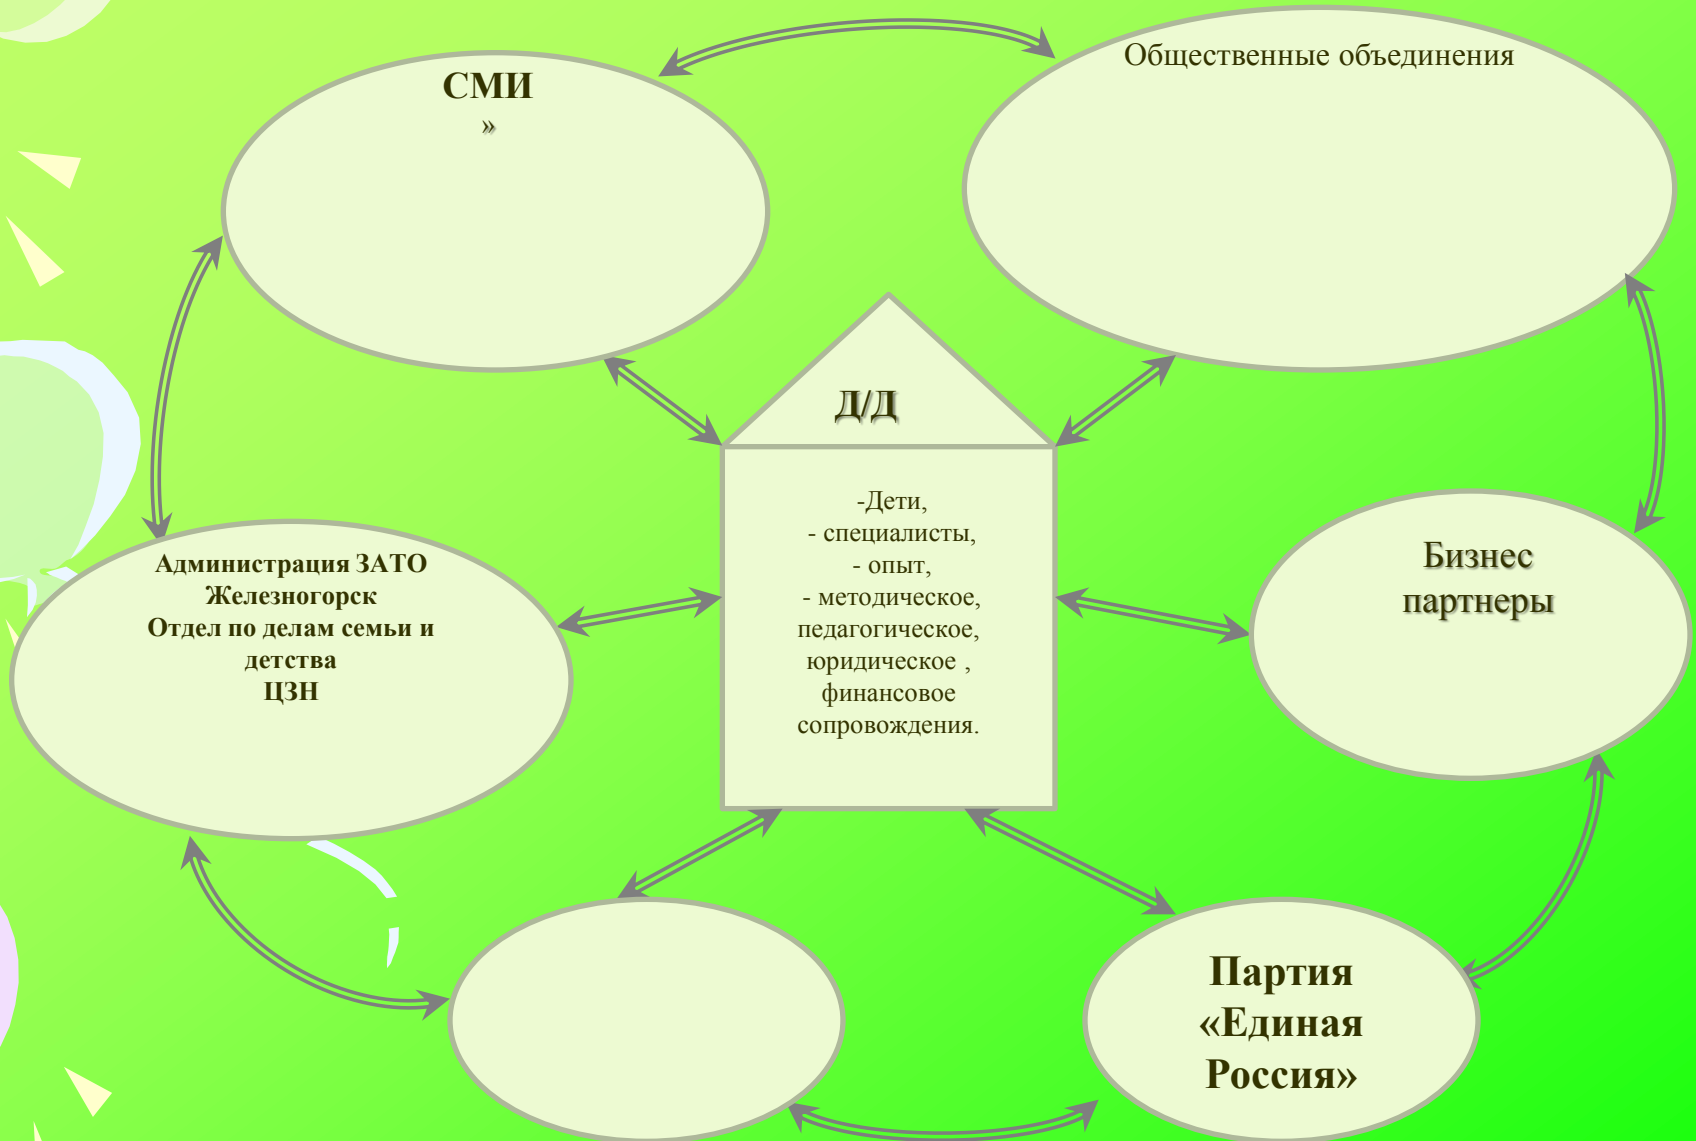 СМИ
»
Общественные объединения
Д/Д
-Дети,
- специалисты,
- опыт,
- методическое,
педагогическое,
юридическое ,
финансовое
сопровождения.
Администрация ЗАТО
Железногорск
Отдел по делам семьи и
детства
ЦЗН
Бизнес
партнеры
Партия
«Единая
Россия»